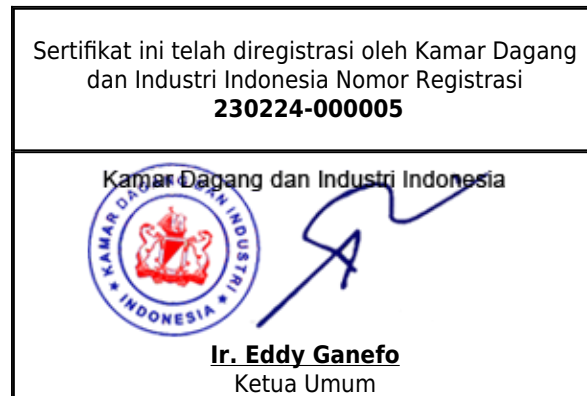 Sertifikat ini telah diregistrasi oleh Kamar Dagang
dan Industri Indonesia Nomor Registrasi
230224-000005
Kamar Dagang dan Industri Indonesia
KAMAR DAGANG DAN INDUSTRI
INDONESIA
Ir. Eddy Ganefo
Ketua Umum